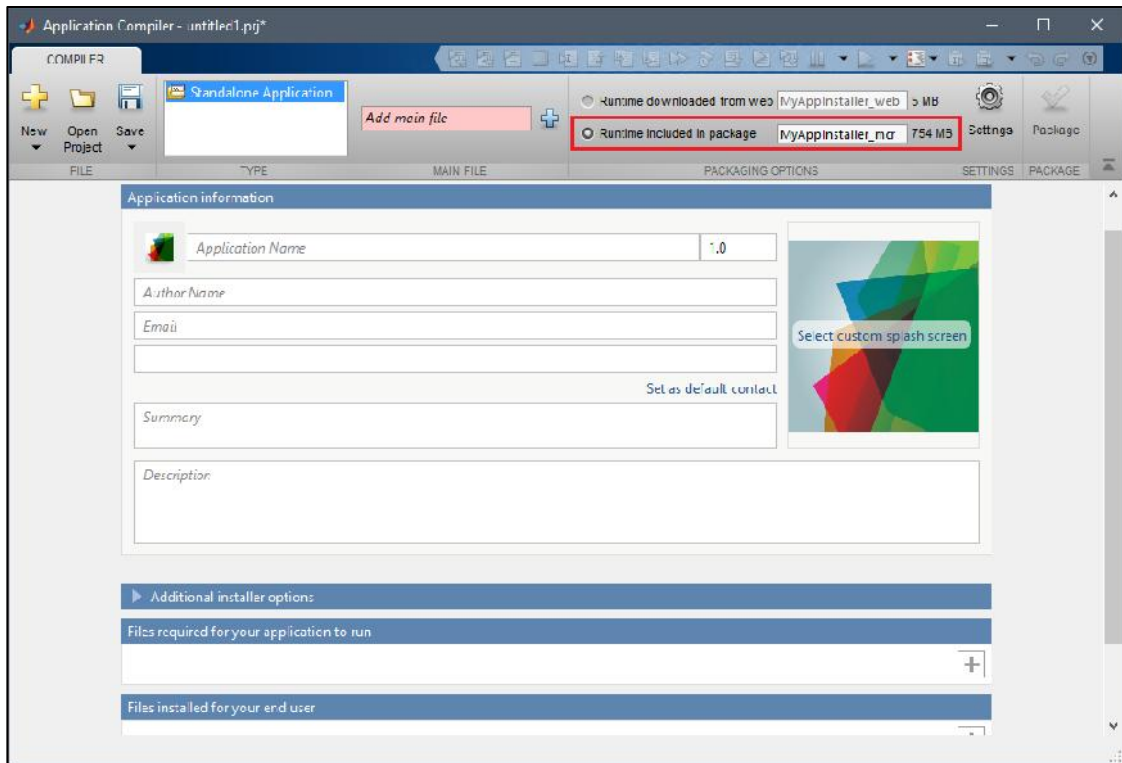 Application Compiler - untitled1.prj*
COMPILER
New
Open Project
Save
FILE
Standalone Application
TYPE
Add main file
MAIN FILE
Runtime downloaded from web MyAppInstaller_web 5 MB
Runtime included in package MyAppInstaller_mcr 754 MB
PACKAGING OPTIONS
Settings
SETTINGS
Package
PACKAGE
Application information
Application Name
1.0
Author Name
Email
Set as default contact
Summary
Description
Select custom splash screen
Additional installer options
Files required for your application to run
Files installed for your end user